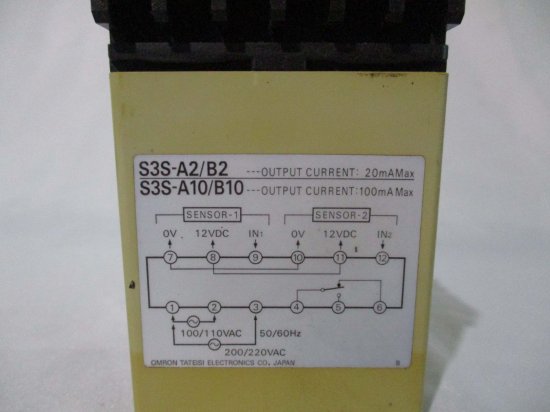 S3S-A2/B2 ---OUTPUT CURRENT: 20mAMax
S3S-A10/B10 ---OUTPUT CURRENT:100mAMax
SENSOR-1 SENSOR-2
0V 12VDC IN1 0V 12VDC IN2
7 8 9 10 11 12
1 2 3 4 5 6
100/110VAC 50/60Hz
200/220VAC
OMRON TATEISI ELECTRONICS CO. JAPAN